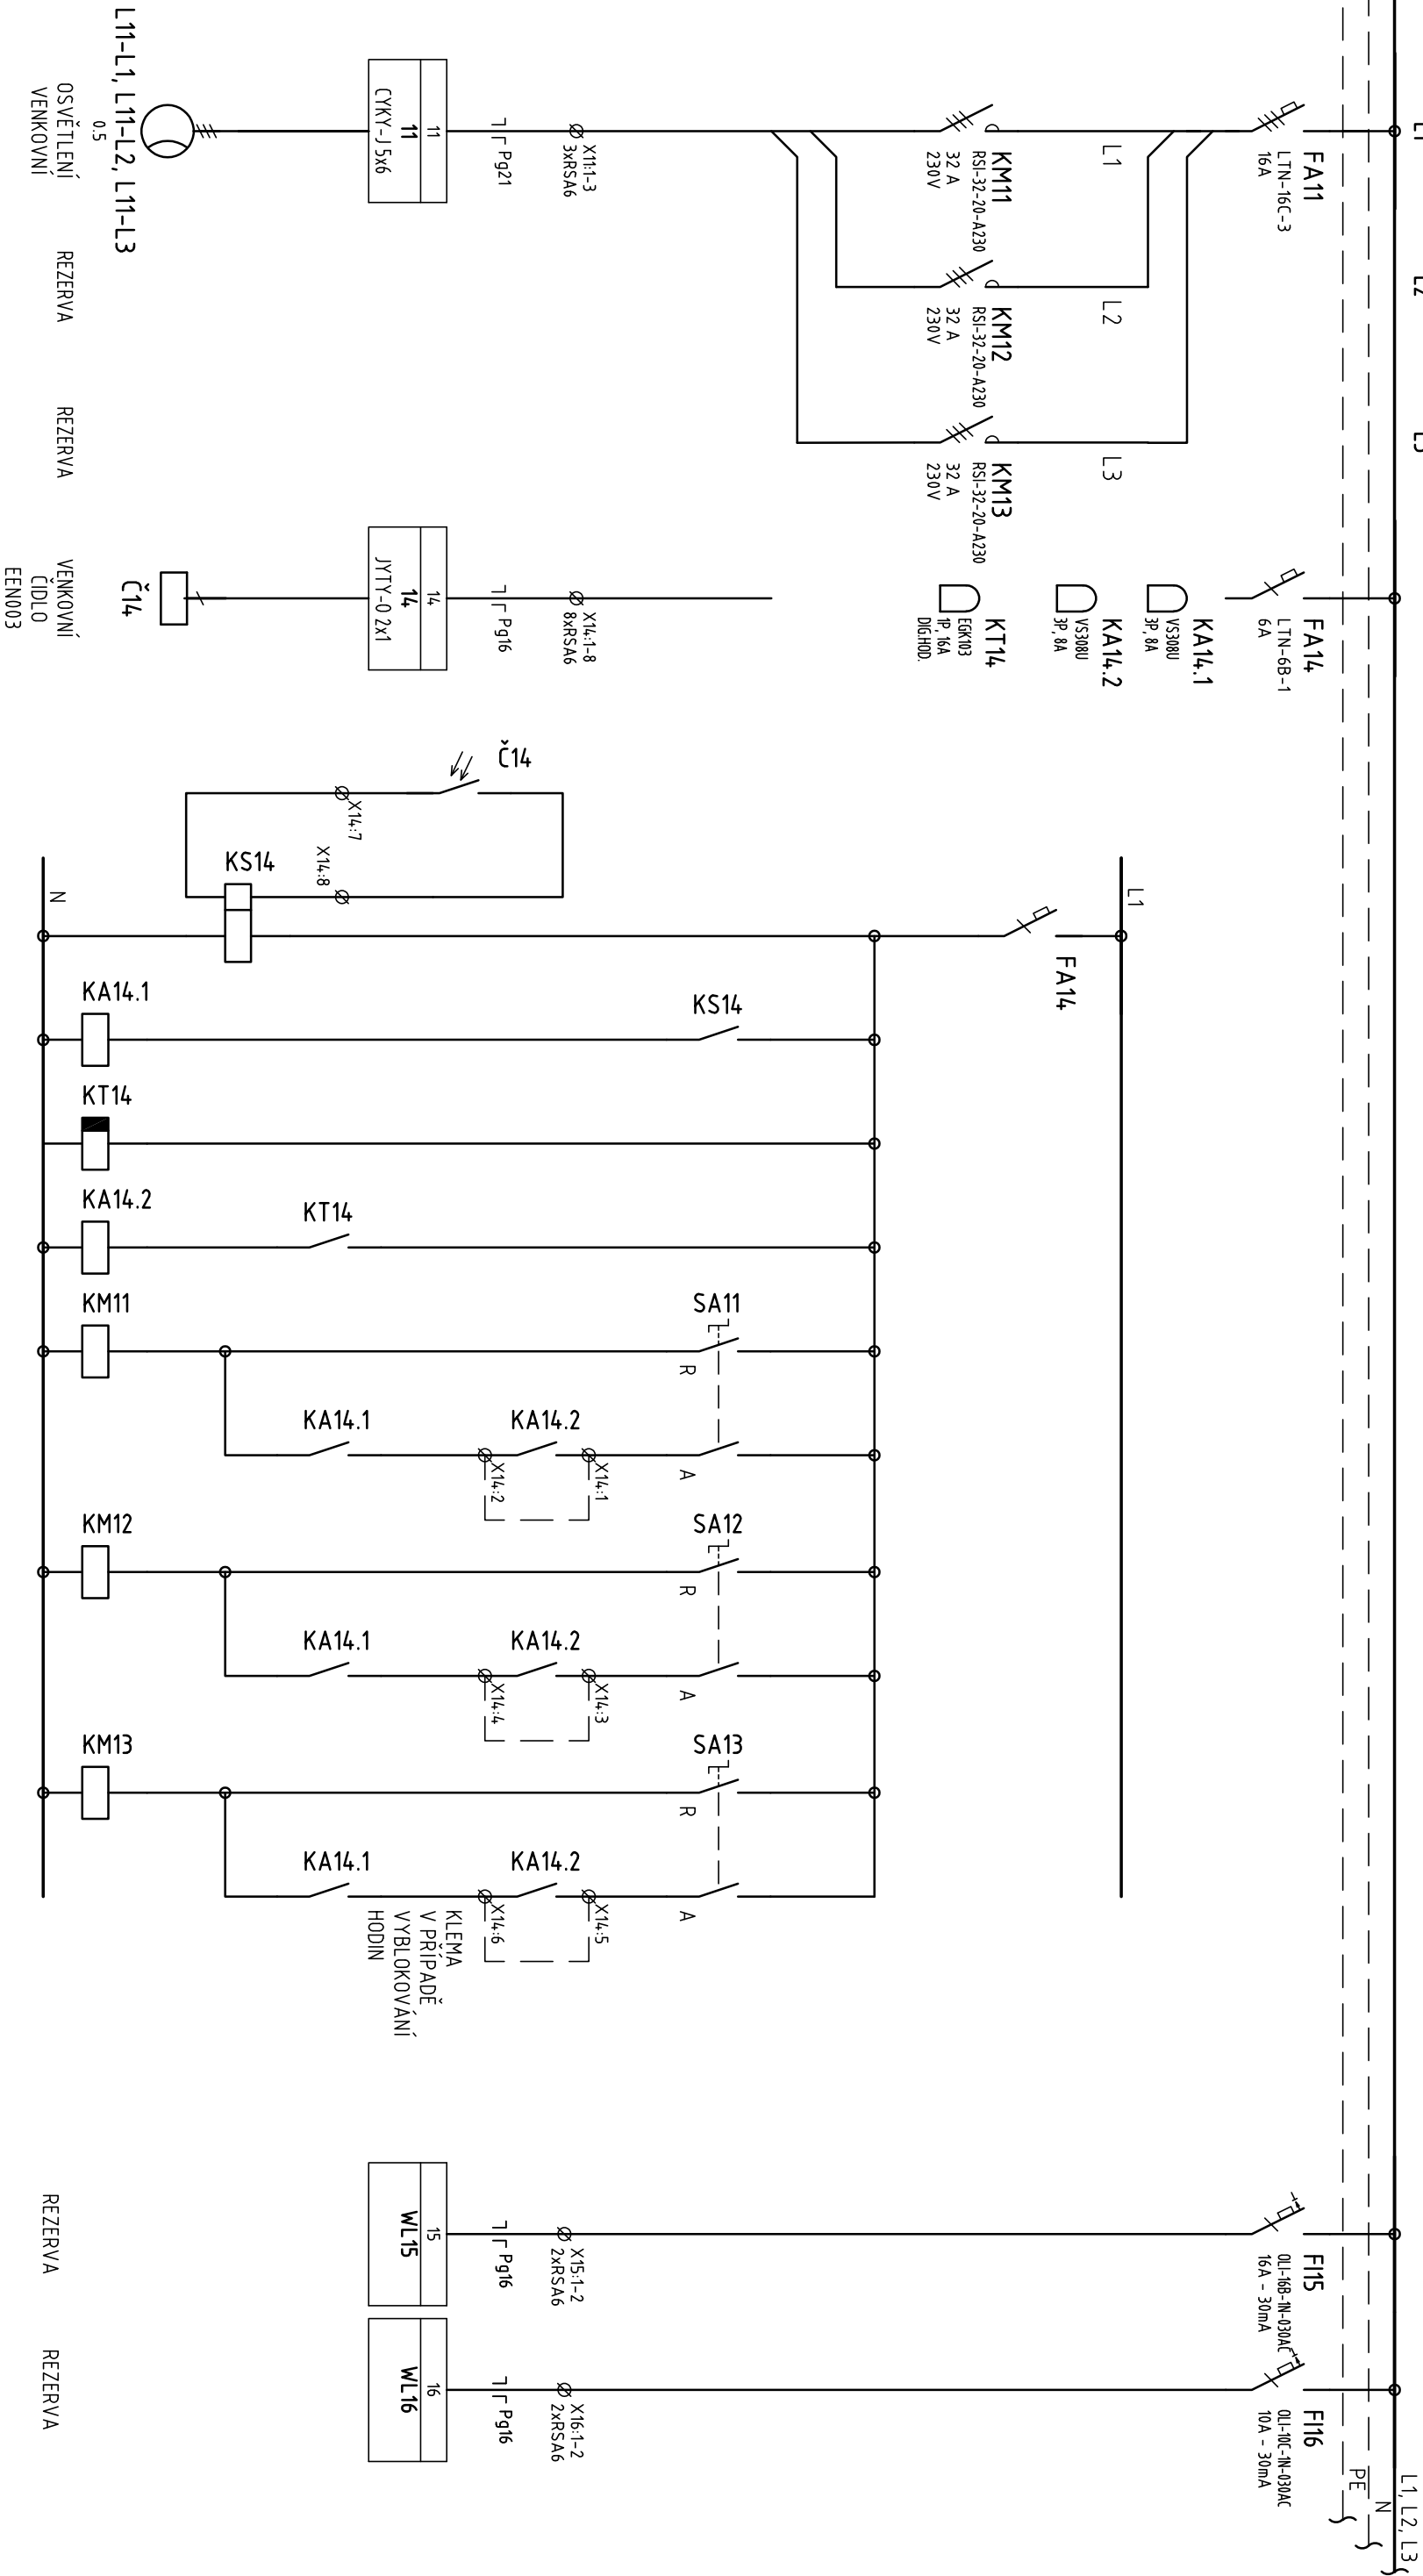 L1, L2, L3
N
PE
FA11
LTN-16C-3
16A
L1
KM11
RSI-32-20-A230
32 A
230V
L2
KM12
RSI-32-20-A230
32 A
230V
L3
KM13
RSI-32-20-A230
32 A
230V
X11:1-3
3xRSA6
Pg21
11
11
CYKY-J 5x6
L11-L1, L11-L2, L11-L3
0.5
OSVĚTLENÍ
VENKOVNÍ
REZERVA
REZERVA
FA14
LTN-6B-1
6A
KA14.1
VS308U
3P, 8A
KA14.2
VS308U
3P, 8A
KT14
EGK103
1P, 16A
DIG.HOD.
X14:1-8
8xRSA6
Pg16
14
14
JYTY-O 2x1
Č14
VENKOVNÍ
ČIDLO
EEN003
L1
FA14
Č14
X14:7
X14:8
KS14
N
KA14.1
KS14
KT14
KA14.2
KT14
KM11
SA11
R
KA14.1
KA14.2
X14:2
X14:1
A
KM12
SA12
R
KA14.1
KA14.2
X14:4
X14:3
A
KM13
SA13
R
KA14.1
KA14.2
X14:6
X14:5
A
KLEMA
V PŘÍPADĚ
VYBLOKOVÁNÍ
HODIN
FI15
OLI-16B-1N-030AC
16A - 30mA
X15:1-2
2xRSA6
Pg16
15
WL15
REZERVA
FI16
OLI-10C-1N-030AC
10A - 30mA
X16:1-2
2xRSA6
Pg16
16
WL16
REZERVA